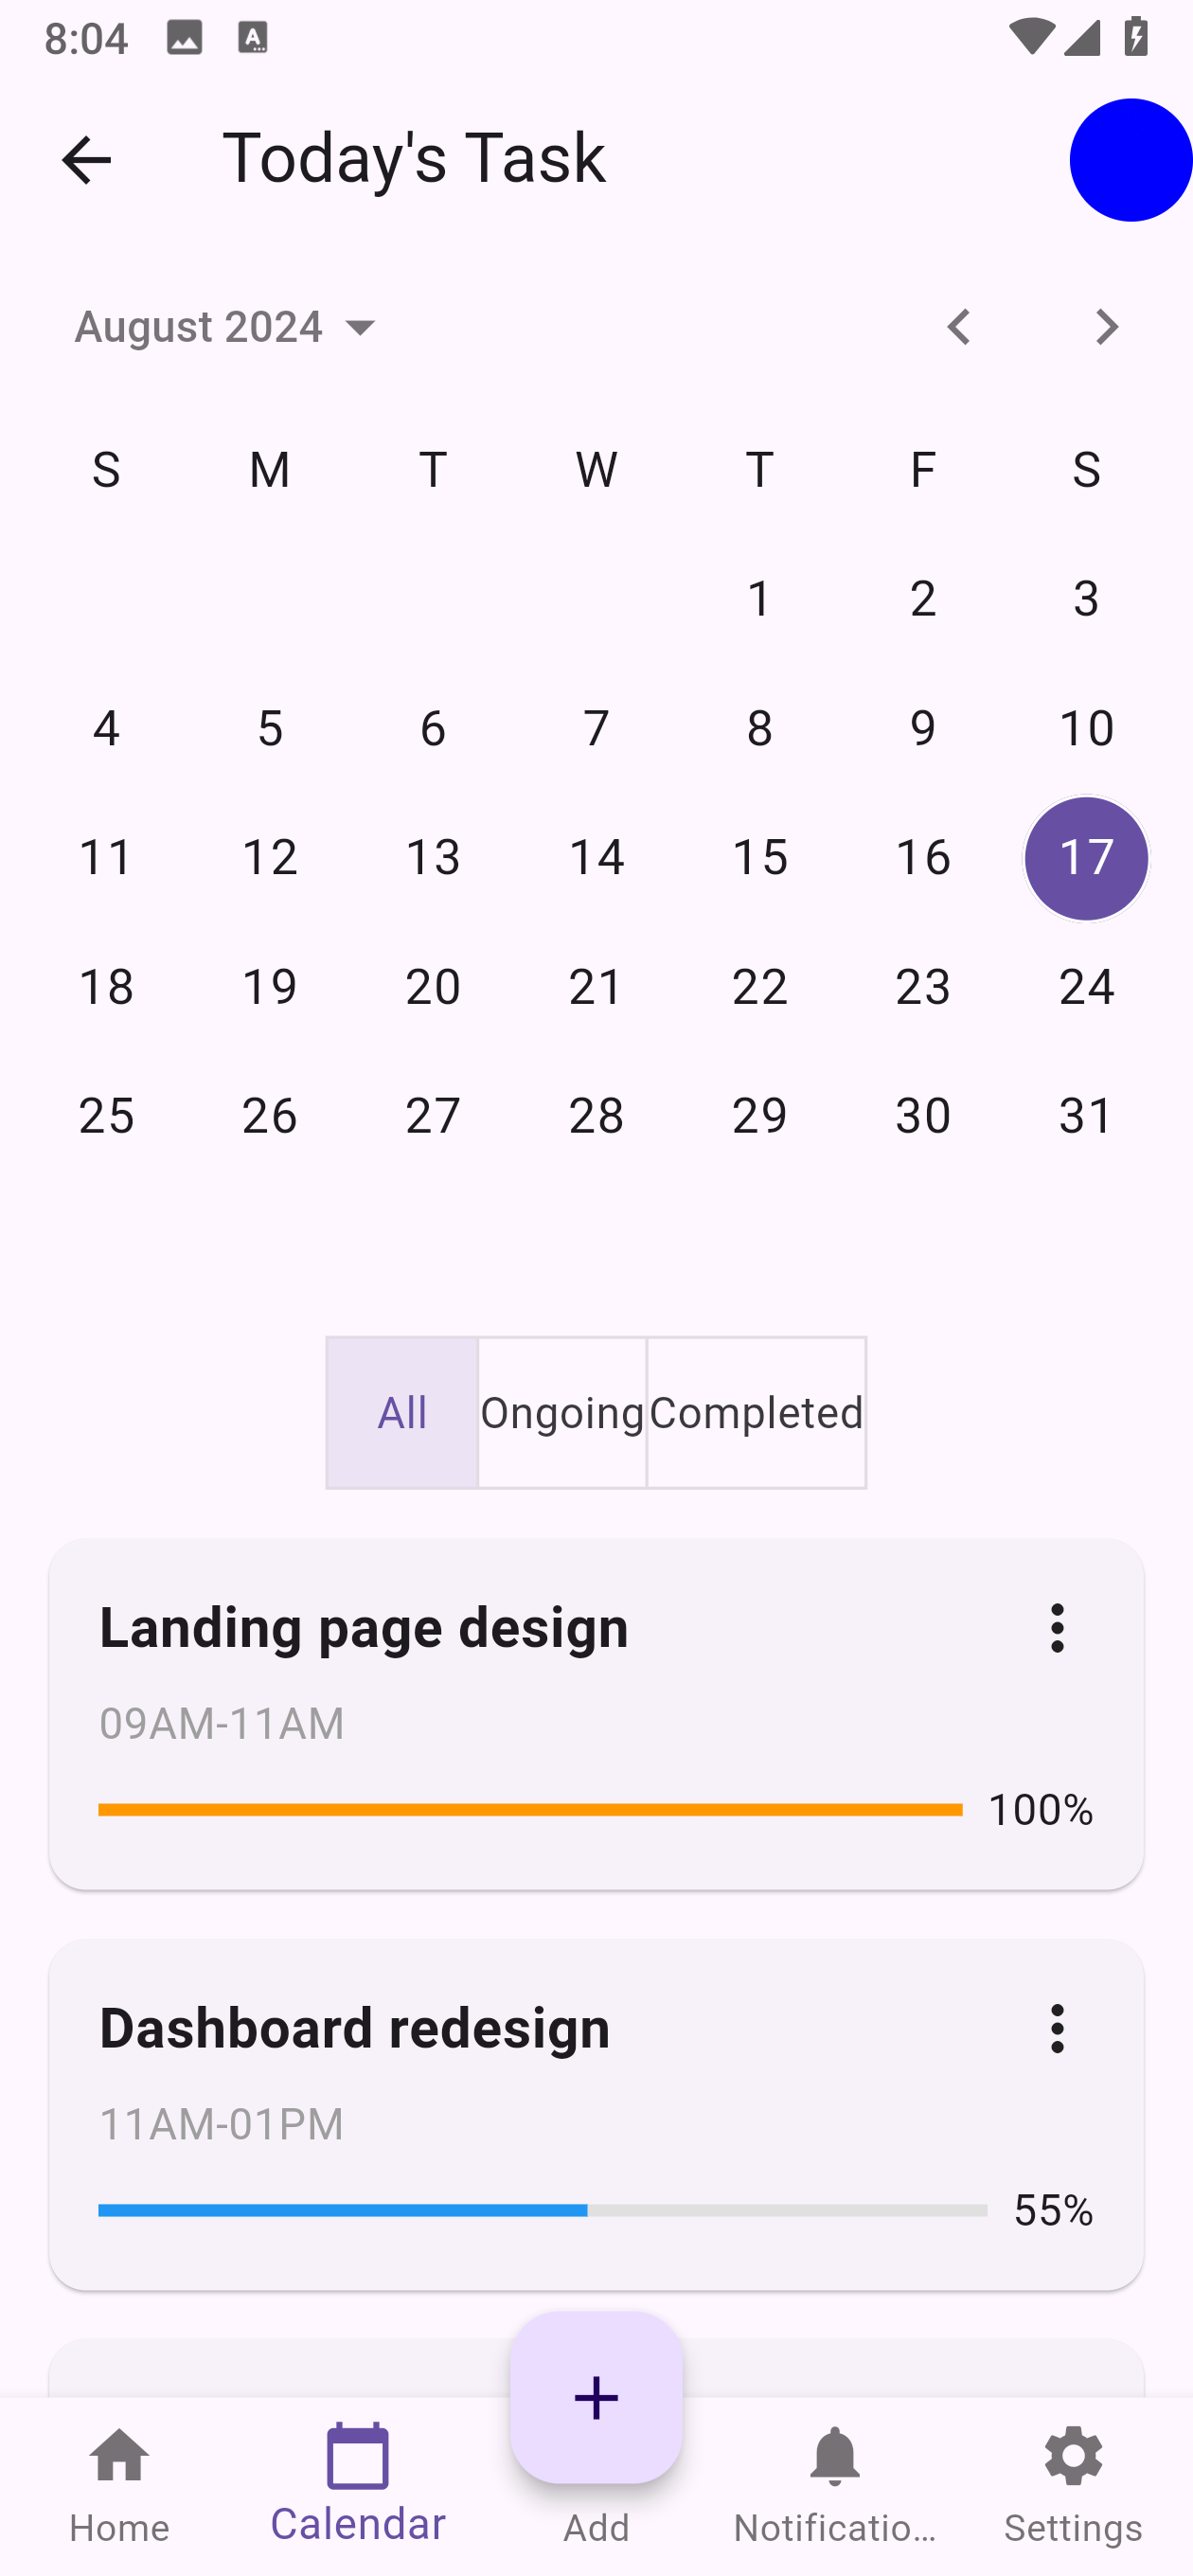 8:04
Today's Task
August 2024
S M T W T F S
1 2 3
4 5 6 7 8 9 10
11 12 13 14 15 16 17
18 19 20 21 22 23 24
25 26 27 28 29 30 31
All Ongoing Completed
Landing page design
09AM-11AM
100%
Dashboard redesign
11AM-01PM
55%
Home Calendar Add Notificatio… Settings